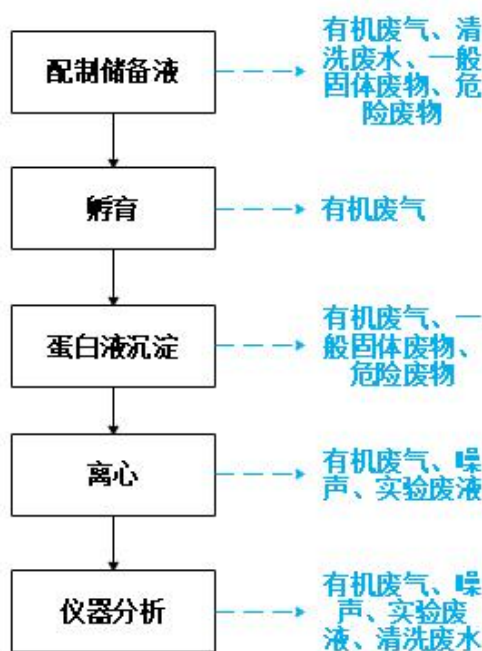 配制储备液
有机废气、清
洗废水、一般
固体废物、危
险废物
孵育
有机废气
蛋白液沉淀
有机废气、一
般固体废物、
危险废物
离心
有机废气、噪
声、实验废液
仪器分析
有机废气、噪
声、实验废
液、清洗废水